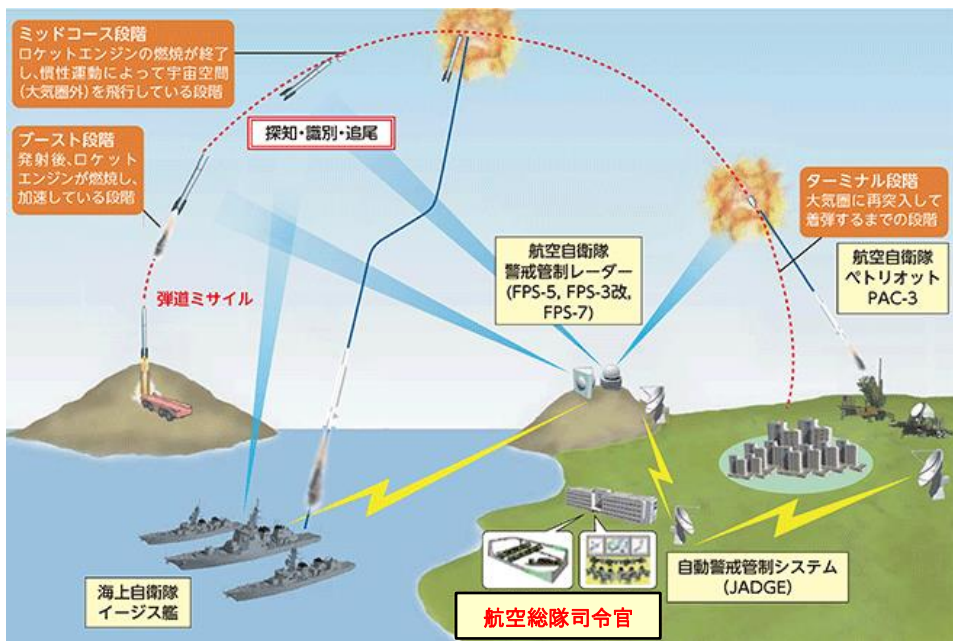 ミッドコース段階
ロケットエンジンの燃焼が終了
し、慣性運動によって宇宙空間
(大気圏外)を飛行している段階
探知・識別・追尾
ブースト段階
発射後、ロケット
エンジンが燃焼し、
加速している段階
ターミナル段階
大気圏に再突入して
着弾するまでの段階
航空自衛隊
警戒管制レーダー
(FPS-5, FPS-3改,
FPS-7)
航空自衛隊
ペトリオット
PAC-3
弾道ミサイル
海上自衛隊
イージス艦
自動警戒管制システム
(JADGE)
航空総隊司令官